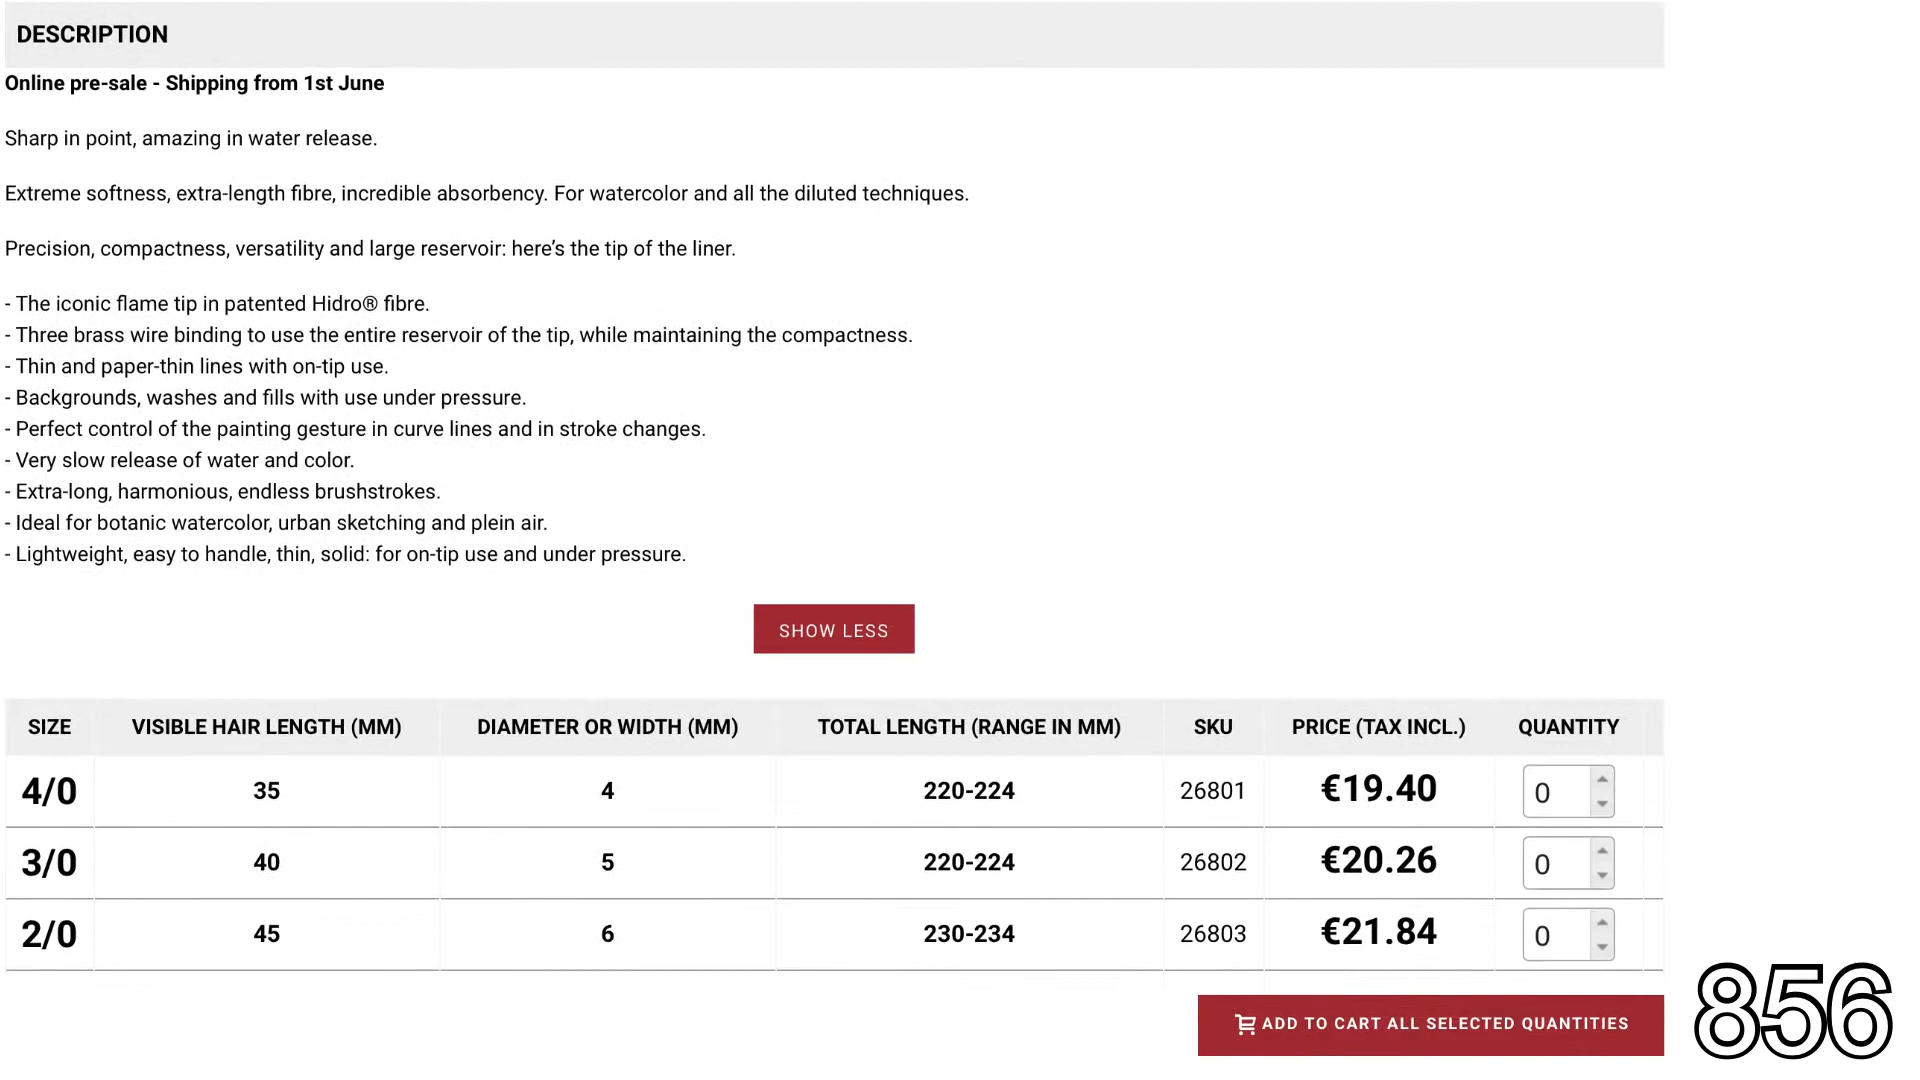 DESCRIPTION
Online pre-sale - Shipping from 1st June
Sharp in point, amazing in water release.
Extreme softness, extra-length fibre, incredible absorbency. For watercolor and all the diluted techniques.
Precision, compactness, versatility and large reservoir: here’s the tip of the liner.
- The iconic flame tip in patented Hidro® fibre.
- Three brass wire binding to use the entire reservoir of the tip, while maintaining the compactness.
- Thin and paper-thin lines with on-tip use.
- Backgrounds, washes and fills with use under pressure.
- Perfect control of the painting gesture in curve lines and in stroke changes.
- Very slow release of water and color.
- Extra-long, harmonious, endless brushstrokes.
- Ideal for botanic watercolor, urban sketching and plein air.
- Lightweight, easy to handle, thin, solid: for on-tip use and under pressure.
SHOW LESS
SIZE VISIBLE HAIR LENGTH (MM) DIAMETER OR WIDTH (MM) TOTAL LENGTH (RANGE IN MM) SKU PRICE (TAX INCL.) QUANTITY
4/0 35 4 220-224 26801 €19.40 0
3/0 40 5 220-224 26802 €20.26 0
2/0 45 6 230-234 26803 €21.84 0
ADD TO CART ALL SELECTED QUANTITIES
856